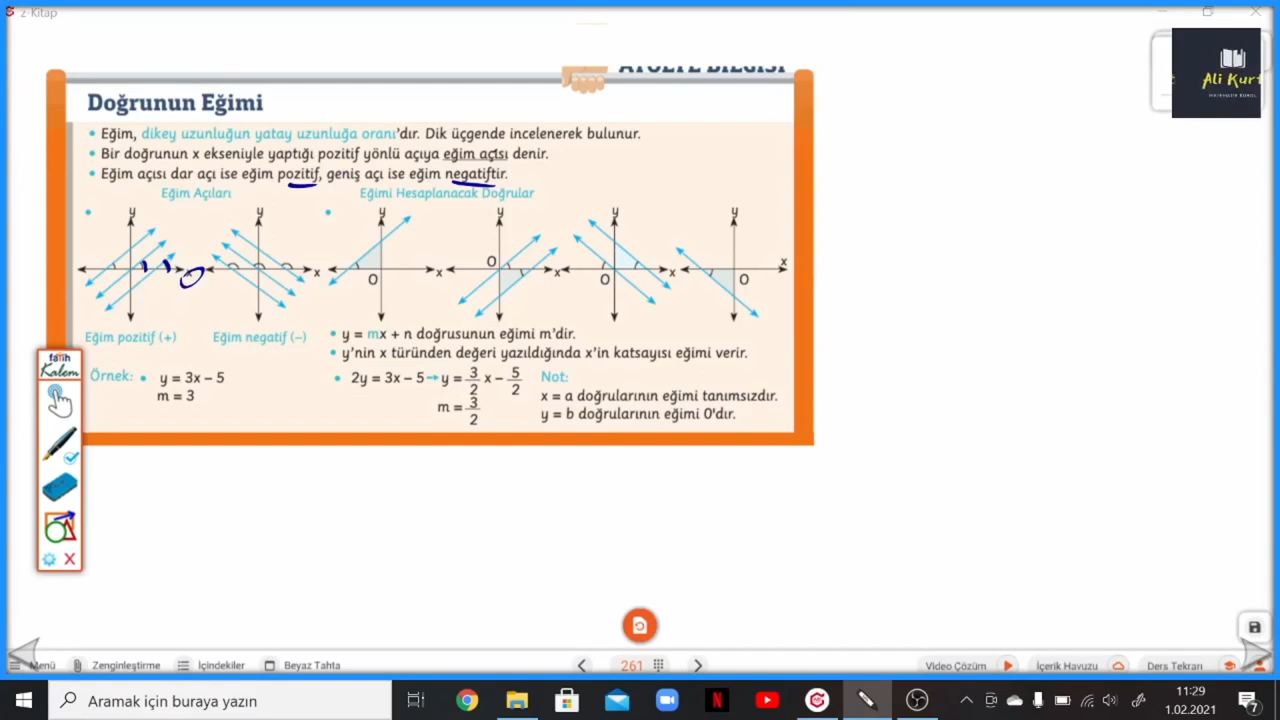 z-Kitap
ATÖLYE BİLGİSİ
Ali Kurt
Doğrunun Eğimi
• Eğim, dikey uzunluğun yatay uzunluğa oranı'dır. Dik üçgende incelenerek bulunur.
• Bir doğrunun x ekseniyle yaptığı pozitif yönlü açıya eğim açısı denir.
• Eğim açısı dar açı ise eğim pozitif, geniş açı ise eğim negatiftir.
Eğim Açıları
Eğimi Hesaplanacak Doğrular
y y y y y y
x x x x x
O O O O
Eğim pozitif (+)
Eğim negatif (–)
• y = mx + n doğrusunun eğimi m'dir.
• y'nin x türünden değeri yazıldığında x'in katsayısı eğimi verir.
Örnek: • y = 3x – 5
m = 3
• 2y = 3x – 5 → y = 3/2 x – 5/2
m = 3/2
Not:
x = a doğrularının eğimi tanımsızdır.
y = b doğrularının eğimi 0'dır.
fatih
Kalem
Menü Zenginleştirme İçindekiler Beyaz Tahta 261 Video Çözüm İçerik Havuzu Ders Tekrarı
Aramak için buraya yazın
11:29
1.02.2021
7